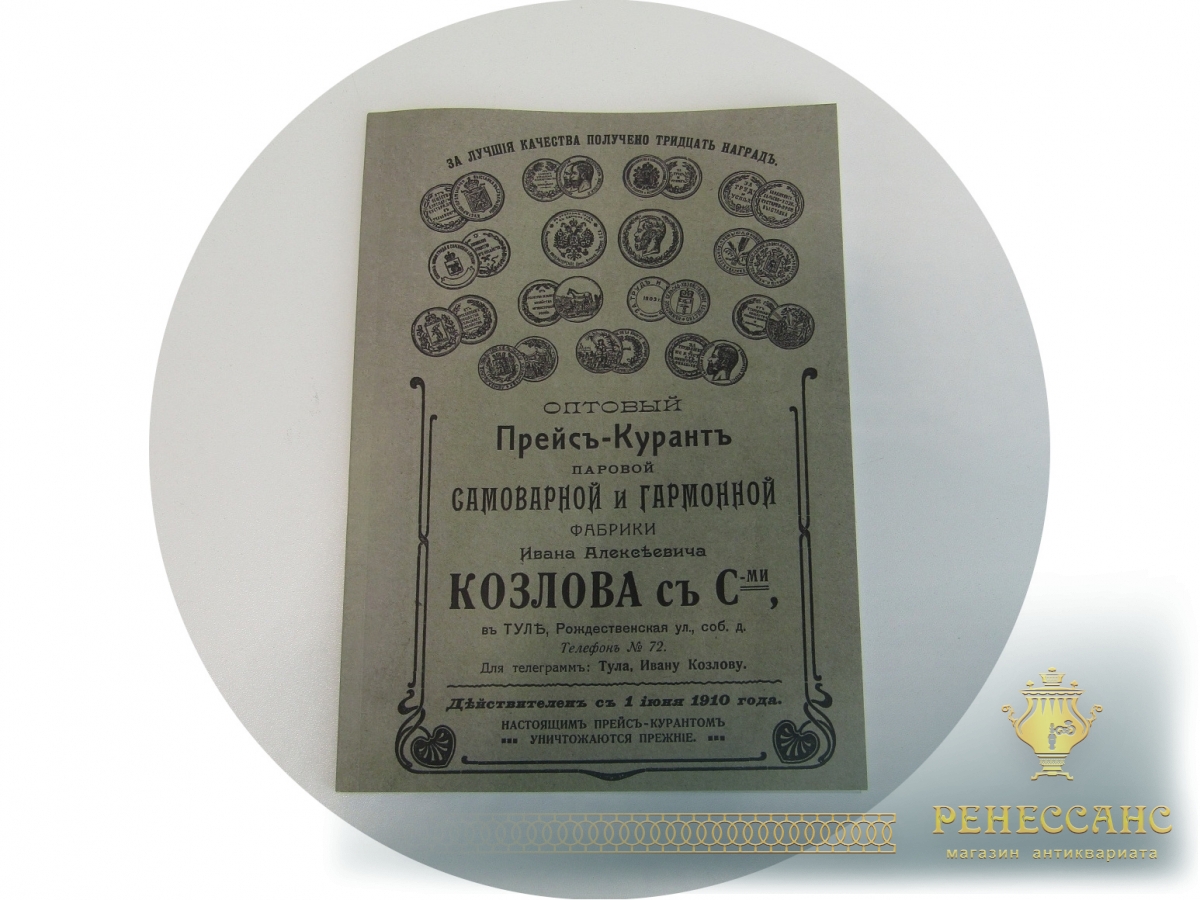 ЗА ЛУЧШІЯ КАЧЕСТВА ПОЛУЧЕНО ТРИДЦАТЬ НАГРАДЪ.
ЗА ТРУДЪ И
ОПТОВЫЙ
Прейсъ-Курантъ
ПАРОВОЙ
САМОВАРНОЙ и ГАРМОННОЙ
ФАБРИКИ
Ивана Алексѣевича
КОЗЛОВА съ С-ми,
въ ТУЛѢ, Рождественская ул., соб. д.
Телефонъ № 72.
Для телеграммъ: Тула, Ивану Козлову.
Дѣйствителенъ съ 1 іюня 1910 года.
НАСТОЯЩИМЪ ПРЕЙСЪ-КУРАНТОМЪ
УНИЧТОЖАЮТСЯ ПРЕЖНІЕ.
РЕНЕССАНС
магазин антиквариата